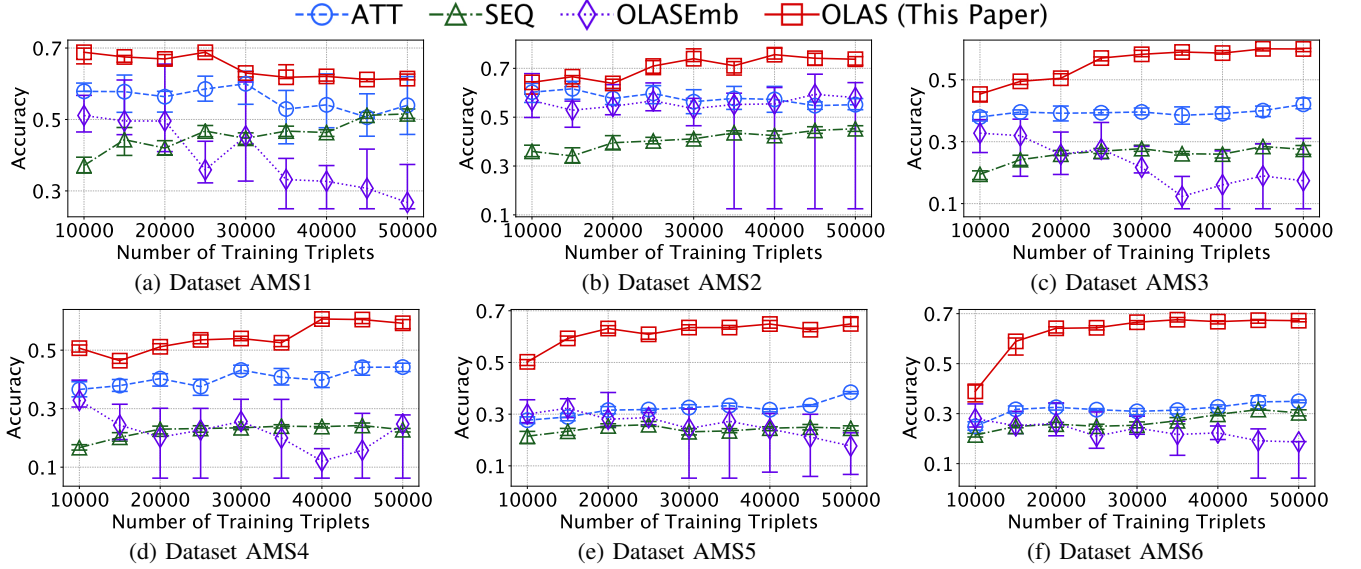 ATT SEQ OLASEmb OLAS (This Paper)
Accuracy
0.7
0.5
0.3
10000 20000 30000 40000 50000
Number of Training Triplets
(a) Dataset AMS1
Accuracy
0.7
0.5
0.3
0.1
10000 20000 30000 40000 50000
Number of Training Triplets
(b) Dataset AMS2
Accuracy
0.5
0.3
0.1
10000 20000 30000 40000 50000
Number of Training Triplets
(c) Dataset AMS3
Accuracy
0.7
0.5
0.3
0.1
10000 20000 30000 40000 50000
Number of Training Triplets
(d) Dataset AMS4
Accuracy
0.7
0.5
0.3
0.1
10000 20000 30000 40000 50000
Number of Training Triplets
(e) Dataset AMS5
Accuracy
0.7
0.5
0.3
0.1
10000 20000 30000 40000 50000
Number of Training Triplets
(f) Dataset AMS6